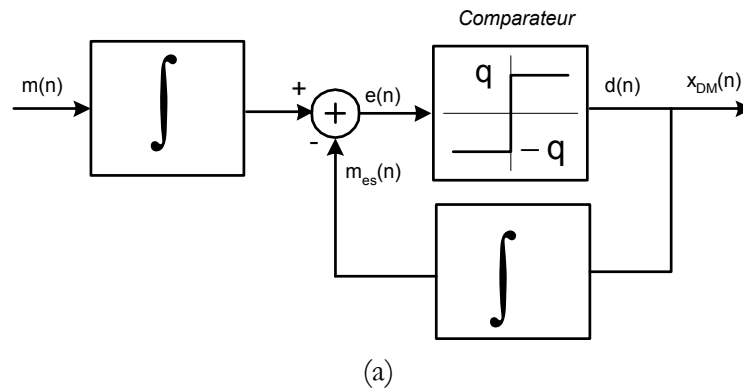 Comparateur
m(n)
∫
+
-
+
e(n)
q
- q
d(n)
x_DM(n)
m_es(n)
∫
(a)